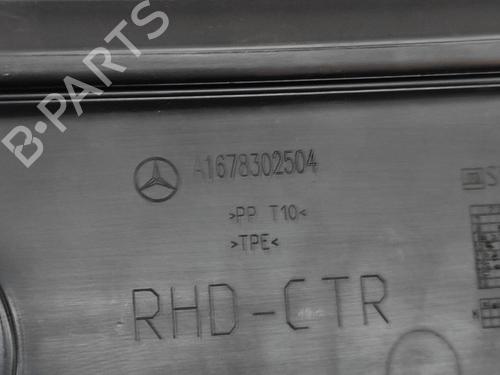 B-PARTS
A1678302504
>PP T10<
>TPE<
RHD-CTR